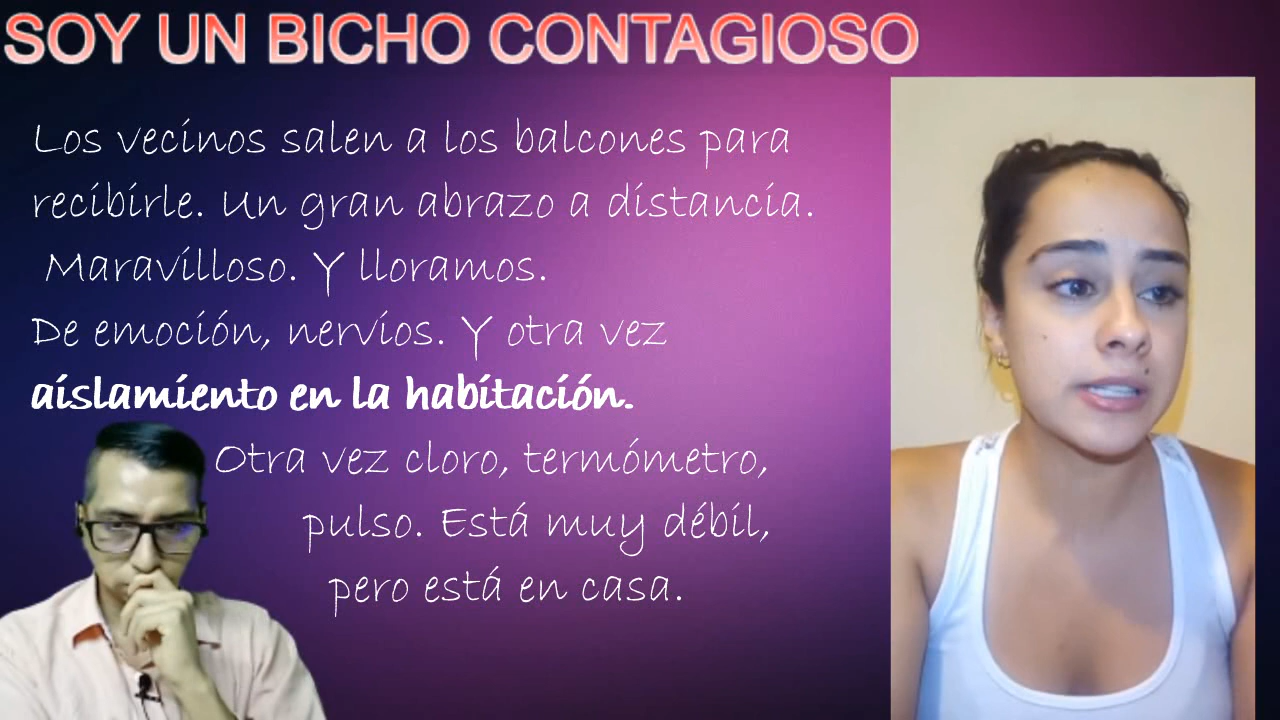 SOY UN BICHO CONTAGIOSO
Los vecinos salen a los balcones para
recibirle. Un gran abrazo a distancia.
Maravilloso. Y lloramos.
De emoción, nervios. Y otra vez
aislamiento en la habitación.
Otra vez cloro, termómetro,
pulso. Está muy débil,
pero está en casa.